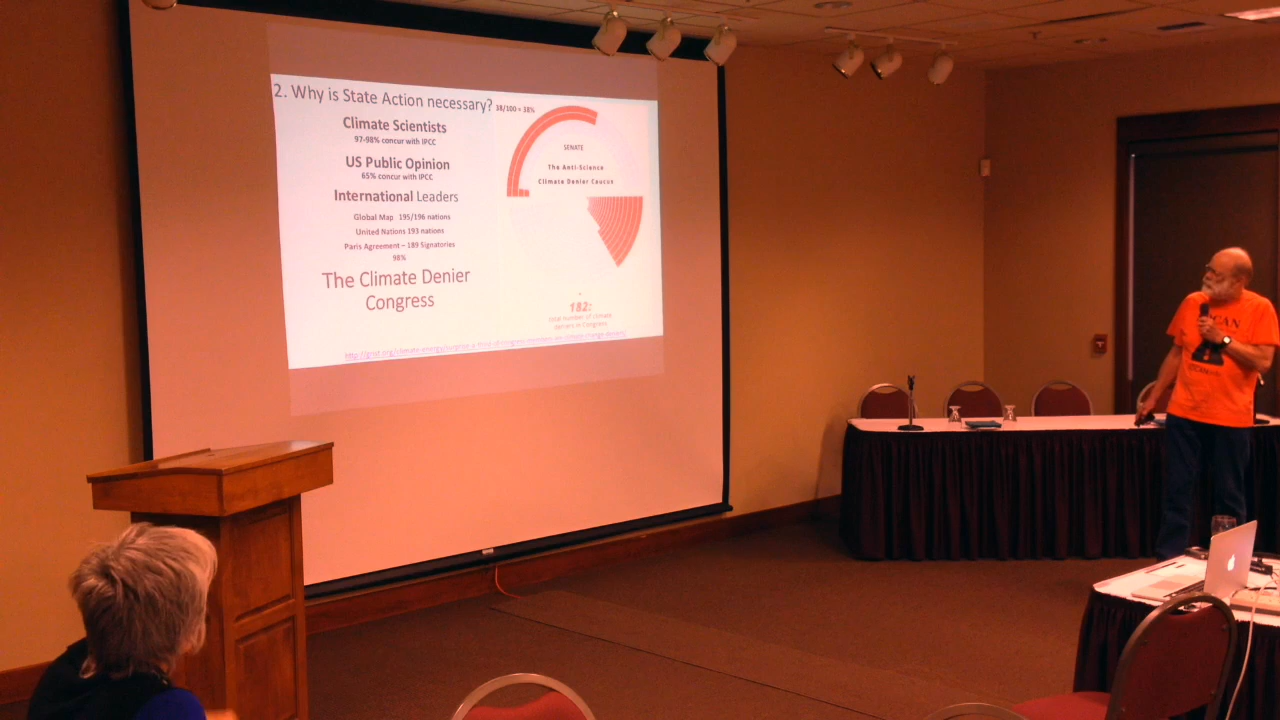 2. Why is State Action necessary? 38/100 = 38%
Climate Scientists
97-98% concur with IPCC
US Public Opinion
65% concur with IPCC
International Leaders
Global Map 195/196 nations
United Nations 193 nations
Paris Agreement – 189 Signatories
98%
The Climate Denier
Congress
SENATE
The Anti-Science
Climate Denier Caucus
182:
total number of climate
deniers in Congress